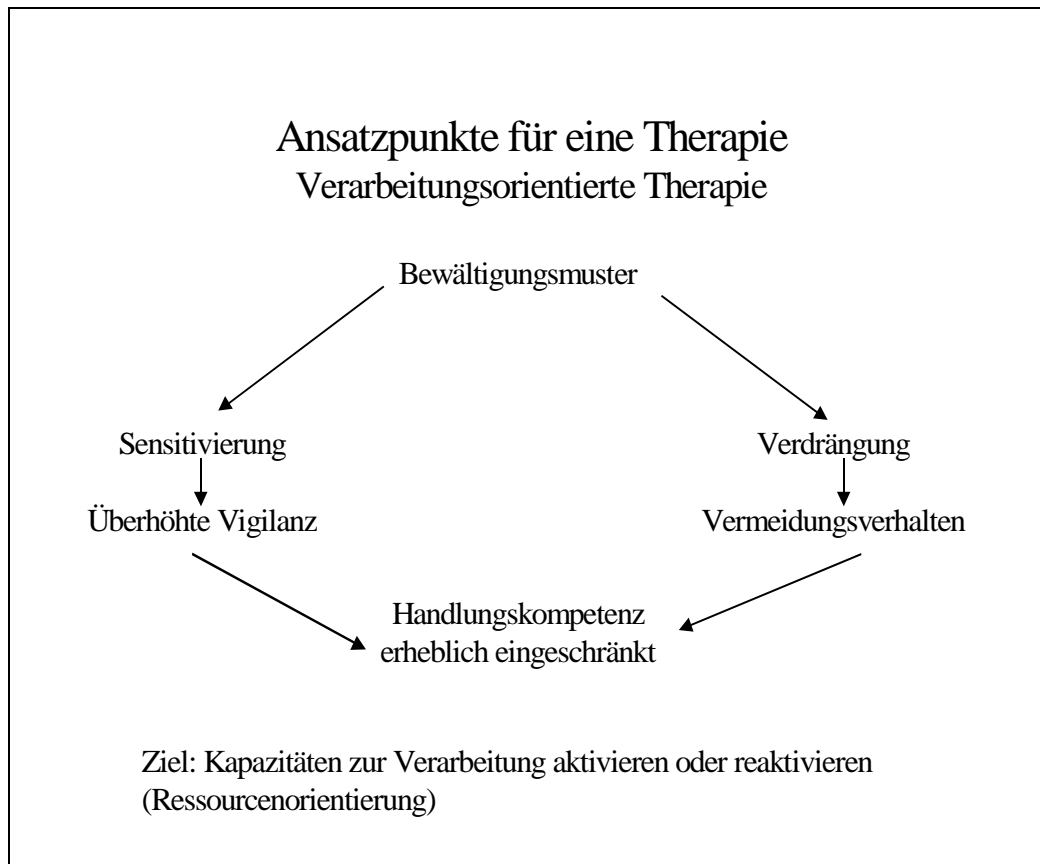 Ansatzpunkte für eine Therapie
Verarbeitungsorientierte Therapie
Bewältigungsmuster
Sensitivierung
Verdrängung
Überhöhte Vigilanz
Vermeidungsverhalten
Handlungskompetenz
erheblich eingeschränkt
Ziel: Kapazitäten zur Verarbeitung aktivieren oder reaktivieren
(Ressourcenorientierung)